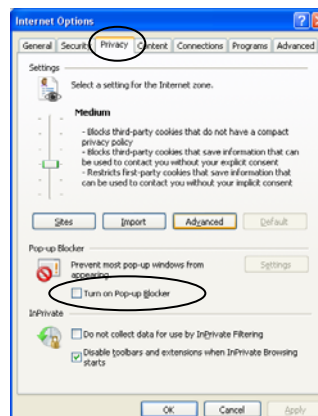 Internet Options
General Security Privacy Content Connections Programs Advanced
Settings
Select a setting for the Internet zone.
Medium
- Blocks third-party cookies that do not have a compact
privacy policy
- Blocks third-party cookies that save information that can
be used to contact you without your explicit consent
- Restricts first-party cookies that save information that
can be used to contact you without your implicit consent
Sites Import Advanced Default
Pop-up Blocker
Prevent most pop-up windows from
appearing.
Settings
Turn on Pop-up Blocker
InPrivate
Do not collect data for use by InPrivate Filtering
Disable toolbars and extensions when InPrivate Browsing
starts
OK Cancel Apply